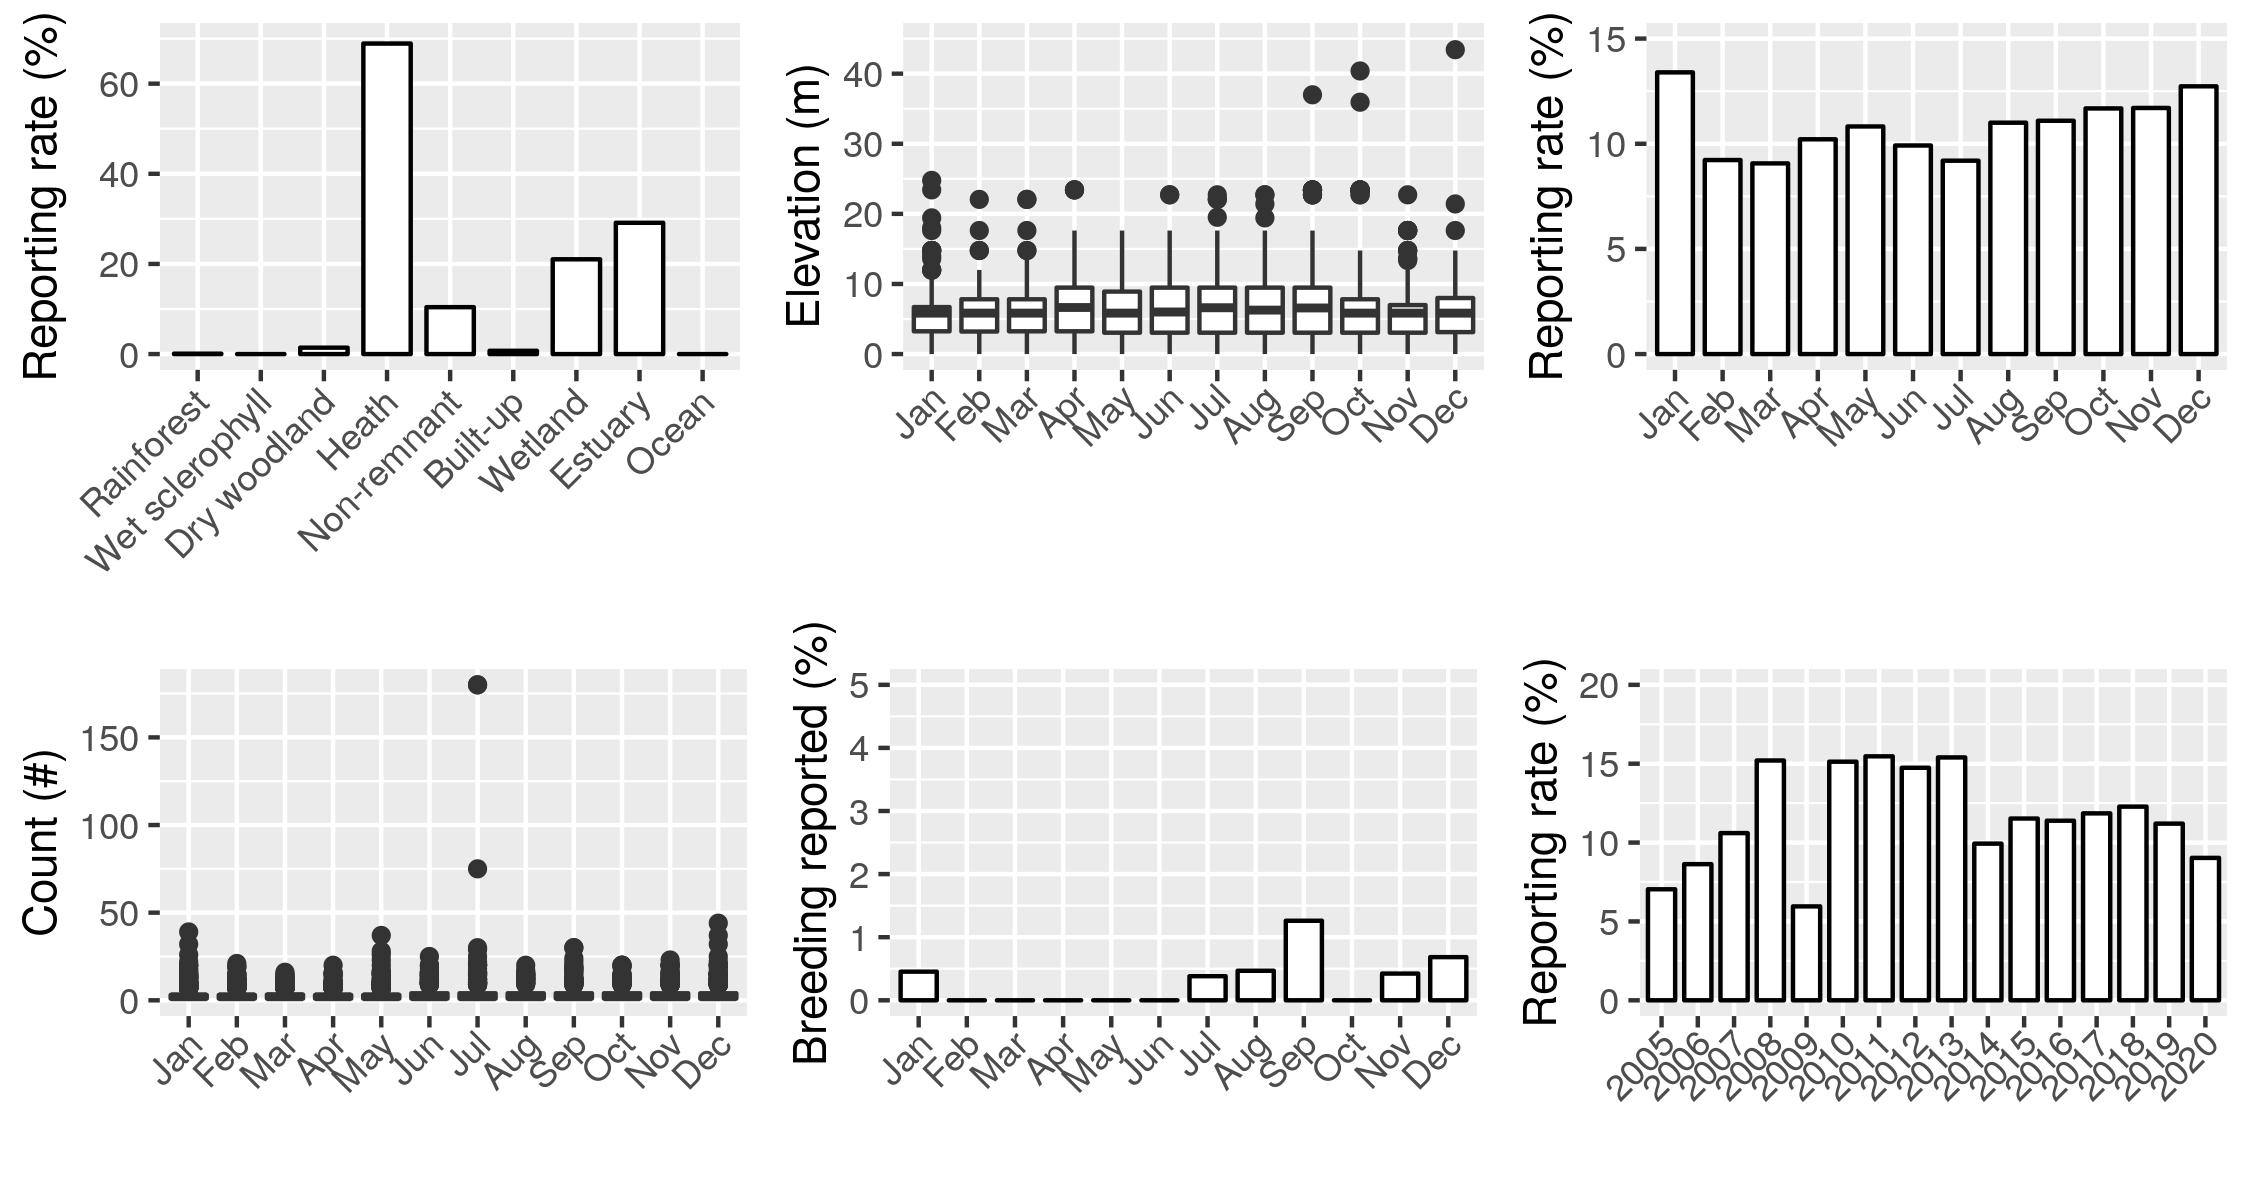 Reporting rate (%)
60
40
20
0
Rainforest
Wet sclerophyll
Dry woodland
Heath
Non-remnant
Built-up
Wetland
Estuary
Ocean
Elevation (m)
40
30
20
10
0
Jan
Feb
Mar
Apr
May
Jun
Jul
Aug
Sep
Oct
Nov
Dec
Reporting rate (%)
15
10
5
0
Jan
Feb
Mar
Apr
May
Jun
Jul
Aug
Sep
Oct
Nov
Dec
Count (#)
150
100
50
0
Jan
Feb
Mar
Apr
May
Jun
Jul
Aug
Sep
Oct
Nov
Dec
Breeding reported (%)
5
4
3
2
1
0
Jan
Feb
Mar
Apr
May
Jun
Jul
Aug
Sep
Oct
Nov
Dec
Reporting rate (%)
20
15
10
5
0
2005
2006
2007
2008
2009
2010
2011
2012
2013
2014
2015
2016
2017
2018
2019
2020